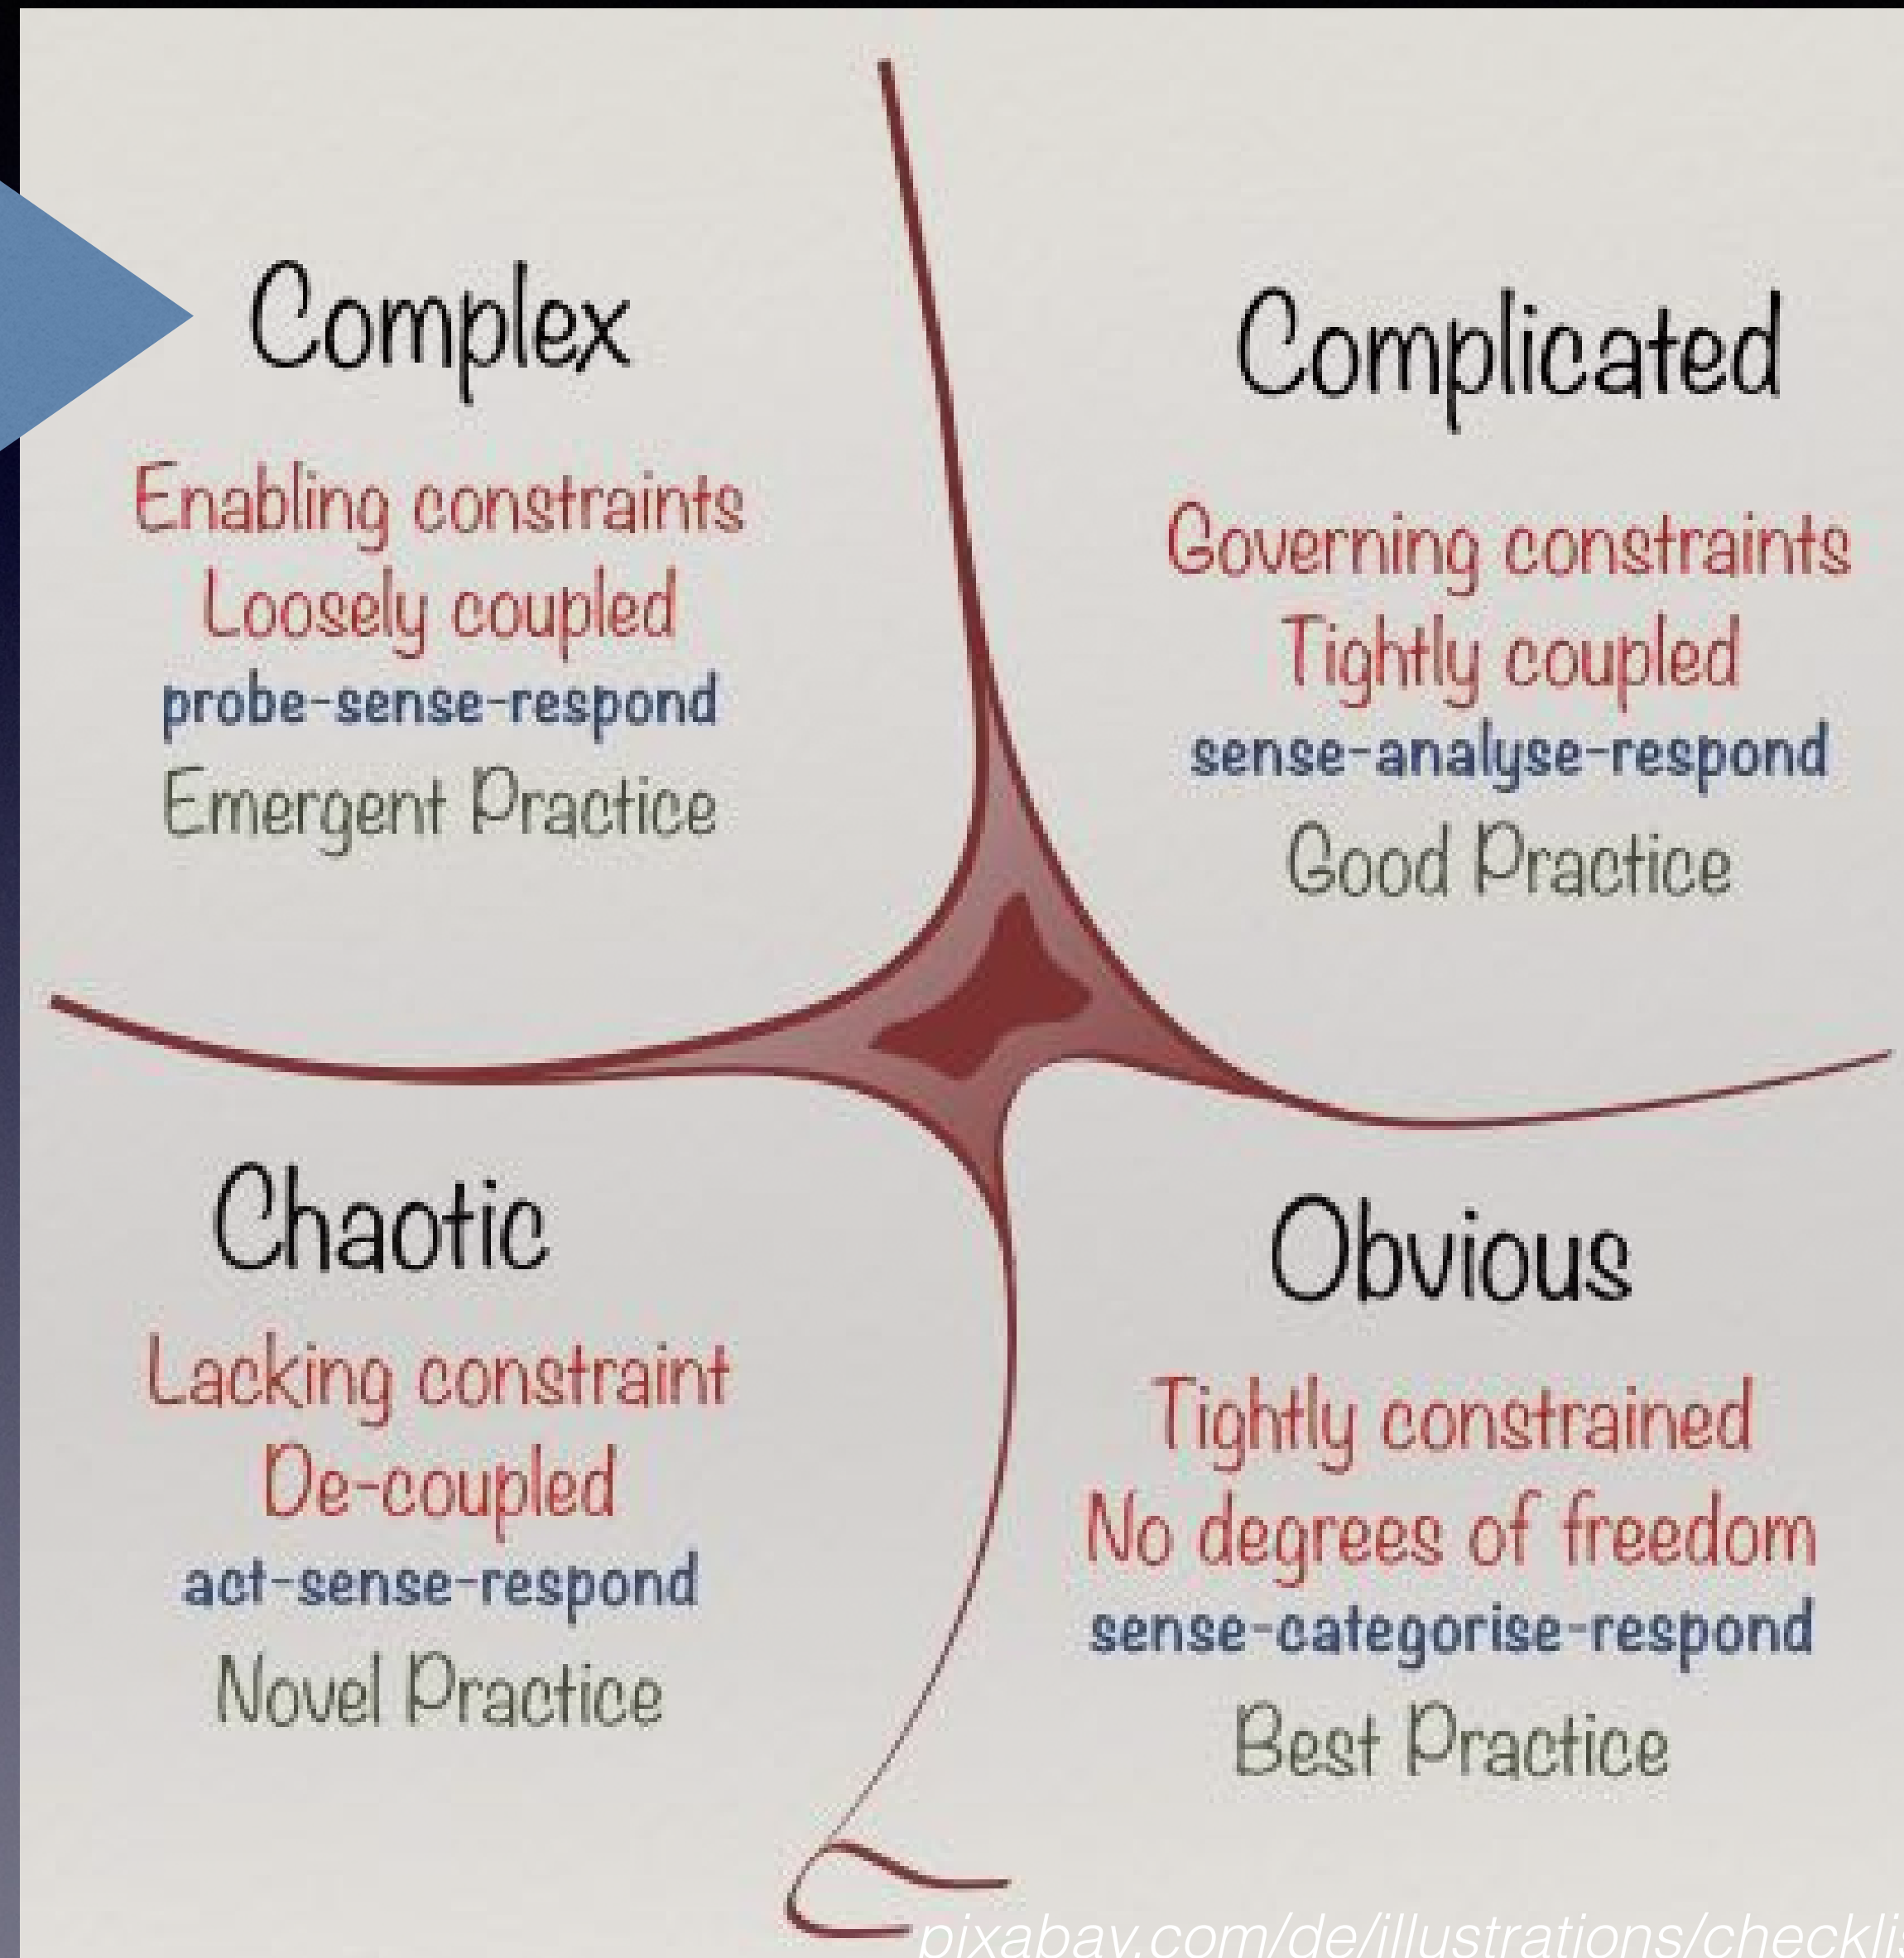 Complex
Enabling constraints
Loosely coupled
probe-sense-respond
Emergent Practice
Complicated
Governing constraints
Tightly coupled
sense-analyse-respond
Good Practice
Chaotic
Lacking constraint
De-coupled
act-sense-respond
Novel Practice
Obvious
Tightly constrained
No degrees of freedom
sense-categorise-respond
Best Practice
pixabay.com/de/illustrations/checkli